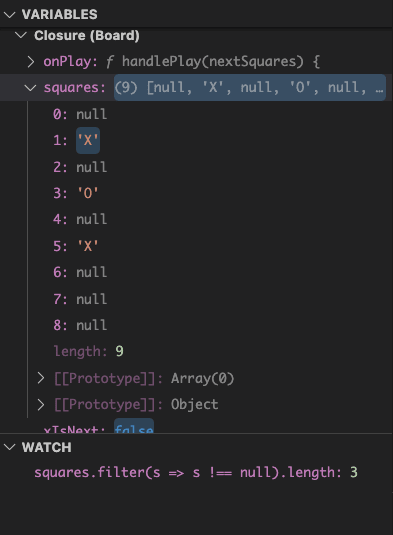 VARIABLES
Closure (Board)
onPlay: ƒ handlePlay(nextSquares) {
squares: (9) [null, 'X', null, 'O', null, …
0: null
1: 'X'
2: null
3: 'O'
4: null
5: 'X'
6: null
7: null
8: null
length: 9
[[Prototype]]: Array(0)
[[Prototype]]: Object
xIsNext: false
WATCH
squares.filter(s => s !== null).length: 3